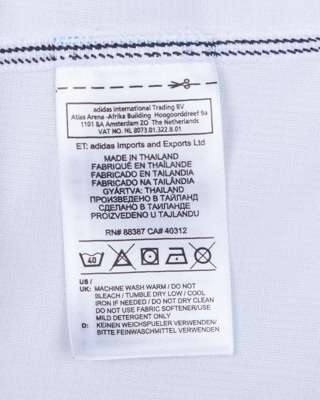 adidas International Trading BV
Atlas Arena -Afrika Building Hoogoorddreef 9a
1101 BA Amsterdam ZO The Netherlands
VAT NO. NL 8073.01.322.B.01
ET: adidas Imports and Exports Ltd
MADE IN THAILAND
FABRIQUÉ EN THAÏLANDE
FABRICADO EN TAILANDIA
FABRICADO NA TAILÂNDIA
GYÁRTVA: THAILAND
ПРОИЗВЕДЕНО В ТАЙЛАНД
СДЕЛАНО В ТАИЛАНДЕ
PROIZVEDENO U TAJLANDU
RN# 88387 CA# 40312
40
US /
UK: MACHINE WASH WARM / DO NOT
BLEACH / TUMBLE DRY LOW / COOL
IRON IF NEEDED / DO NOT DRY CLEAN
DO NOT USE FABRIC SOFTENER/USE
MILD DETERGENT ONLY
D: KEINEN WEICHSPUELER VERWENDEN/
BITTE FEINWASCHMITTEL VERWENDEN